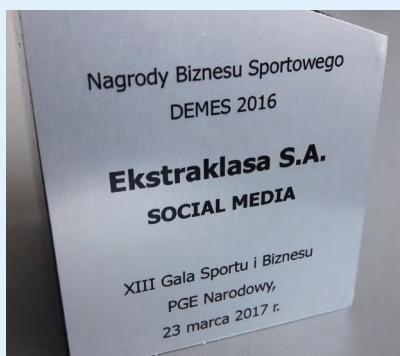 Nagrody Biznesu Sportowego
DEMES 2016
Ekstraklasa S.A.
SOCIAL MEDIA
XIII Gala Sportu i Biznesu
PGE Narodowy,
23 marca 2017 r.